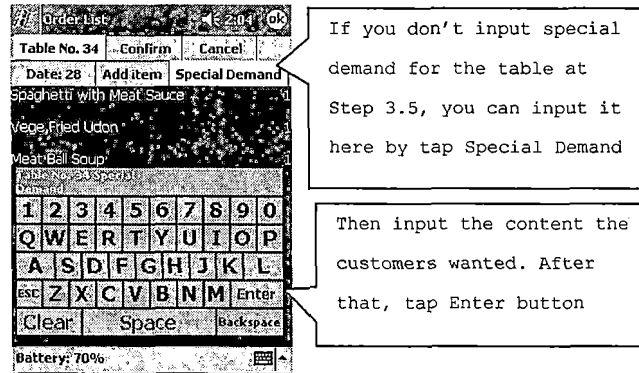 Order List 2:04 ok
Table No. 34 Confirm Cancel
Date: 28 Add item Special Demand
Spaghetti with Meat Sauce 1
Vege Fried Udon 1
Meat Ball Soup 1
Table No. 34 Special
Demand
1 2 3 4 5 6 7 8 9 0
Q W E R T Y U I O P
A S D F G H J K L
ESC Z X C V B N M Enter
Clear Space Backspace
Battery: 70%
If you don't input special
demand for the table at
Step 3.5, you can input it
here by tap Special Demand
Then input the content the
customers wanted. After
that, tap Enter button